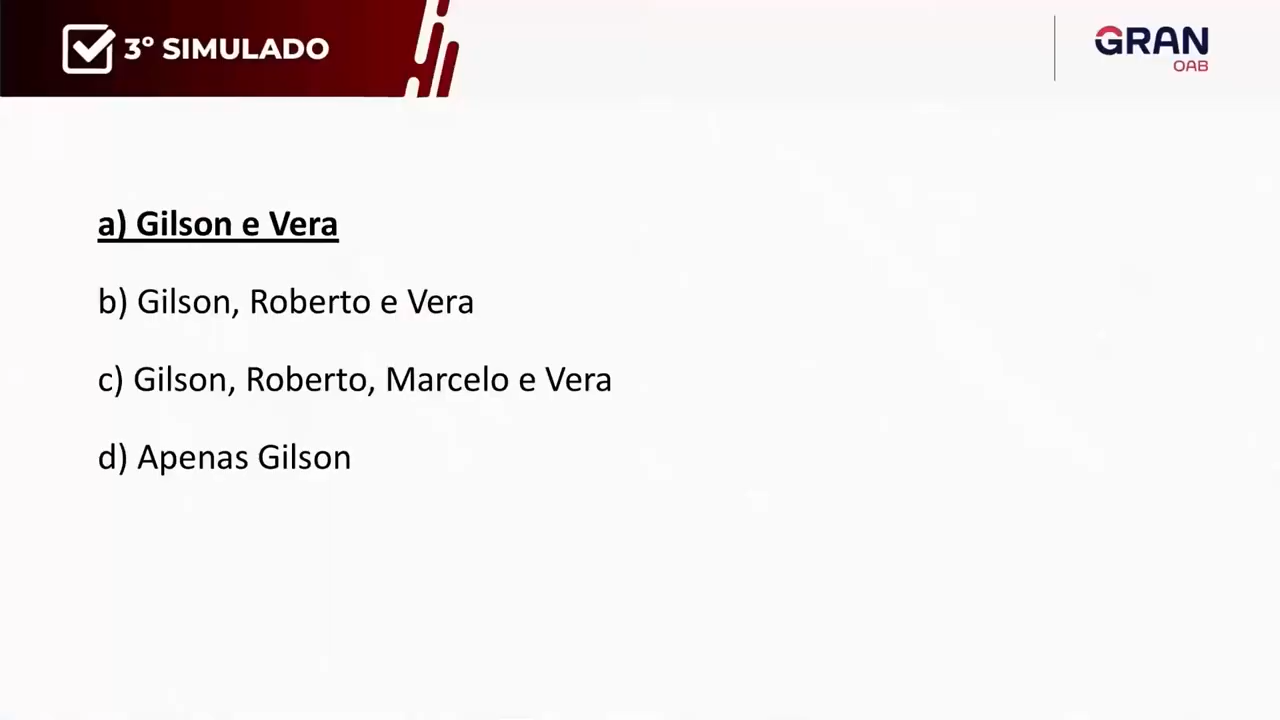 3º SIMULADO
GRAN
OAB
a) Gilson e Vera
b) Gilson, Roberto e Vera
c) Gilson, Roberto, Marcelo e Vera
d) Apenas Gilson